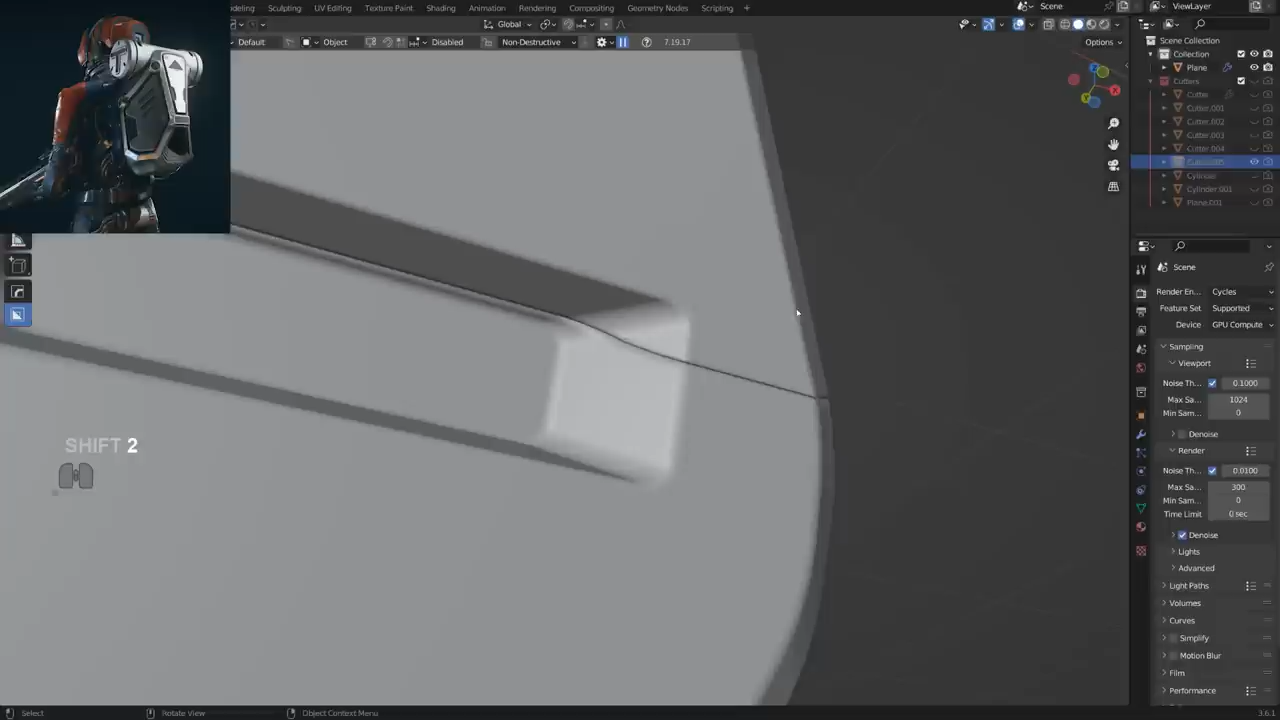 deling Sculpting UV Editing Texture Paint Shading Animation Rendering Compositing Geometry Nodes Scripting + Scene ViewLayer
Global
Default Object Disabled Non-Destructive 7.19.17 Options
Scene Collection
Collection
Plane
Cutters
Cutter
Cutter.001
Cutter.002
Cutter.003
Cutter.004
Cutter.005
Cylinder
Cylinder.001
Plane.001
Scene
Render En... Cycles
Feature Set Supported
Device GPU Compute
Sampling
Viewport
Noise Th... 0.1000
Max Sa... 1024
Min Sam... 0
Denoise
Render
Noise Th... 0.0100
Max Sa... 300
Min Sam... 0
Time Limit 0 sec
Denoise
Lights
Advanced
Light Paths
Volumes
Curves
Simplify
Motion Blur
Film
Performance
SHIFT 2
Select Rotate View Object Context Menu 3.6.1